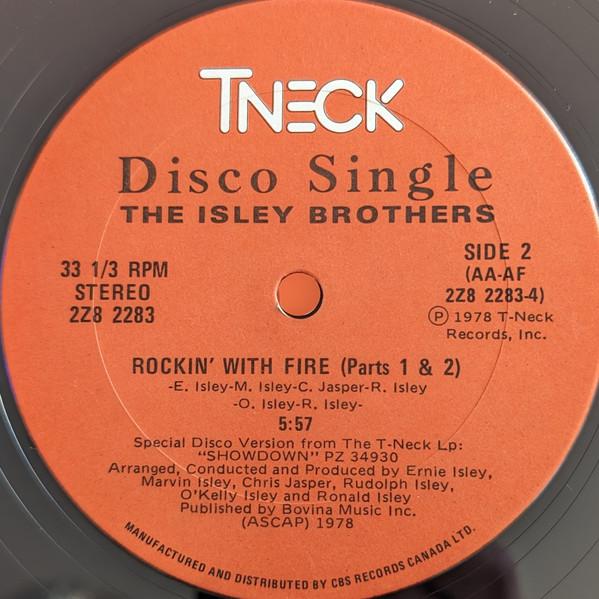 TNECK
Disco Single
THE ISLEY BROTHERS
33 1/3 RPM
STEREO
2Z8 2283
SIDE 2
(AA-AF
2Z8 2283-4)
Ⓟ 1978 T-Neck
Records, Inc.
ROCKIN' WITH FIRE (Parts 1 & 2)
-E. Isley-M. Isley-C. Jasper-R. Isley
-O. Isley-R. Isley-
5:57
Special Disco Version from The T-Neck Lp:
"SHOWDOWN" PZ 34930
Arranged, Conducted and Produced by Ernie Isley,
Marvin Isley, Chris Jasper, Rudolph Isley,
O'Kelly Isley and Ronald Isley
Published by Bovina Music Inc.
(ASCAP) 1978
MANUFACTURED AND DISTRIBUTED BY CBS RECORDS CANADA LTD.